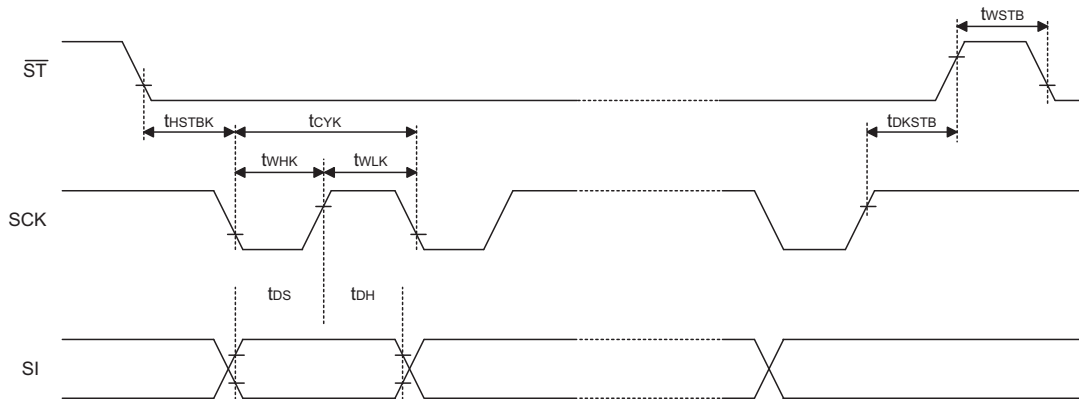 tWSTB
ST
tHSTBK
tCYK
tDKSTB
tWHK
tWLK
SCK
tDS
tDH
SI